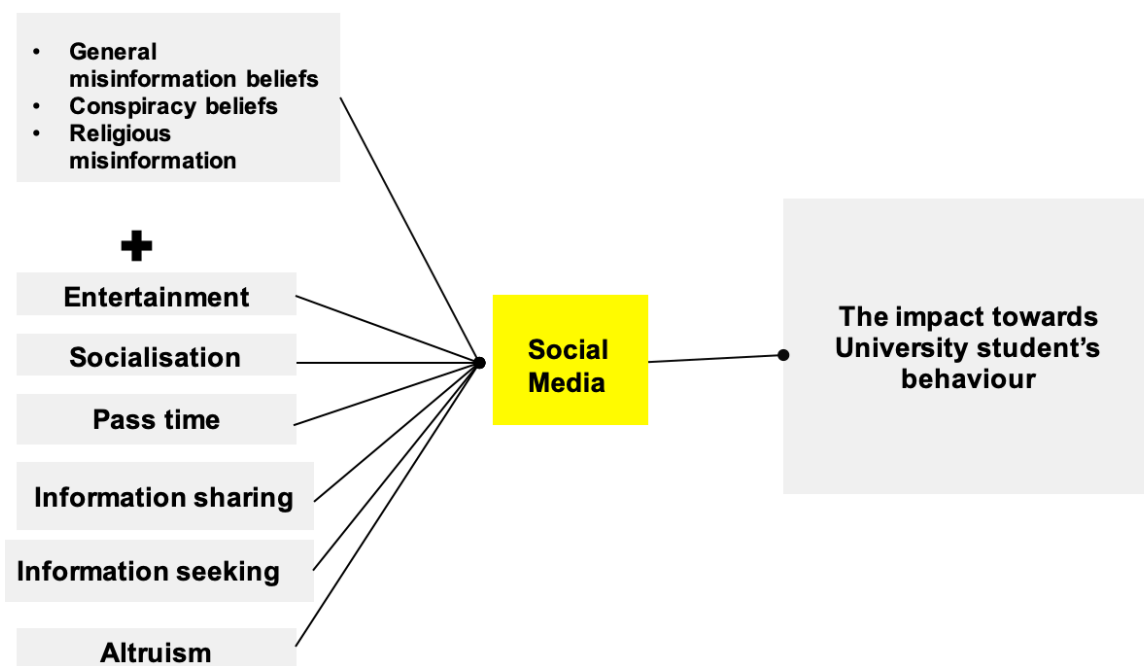 • General
misinformation beliefs
• Conspiracy beliefs
• Religious
misinformation
+
Entertainment
Socialisation
Pass time
Information sharing
Information seeking
Altruism
Social
Media
The impact towards
University student’s
behaviour